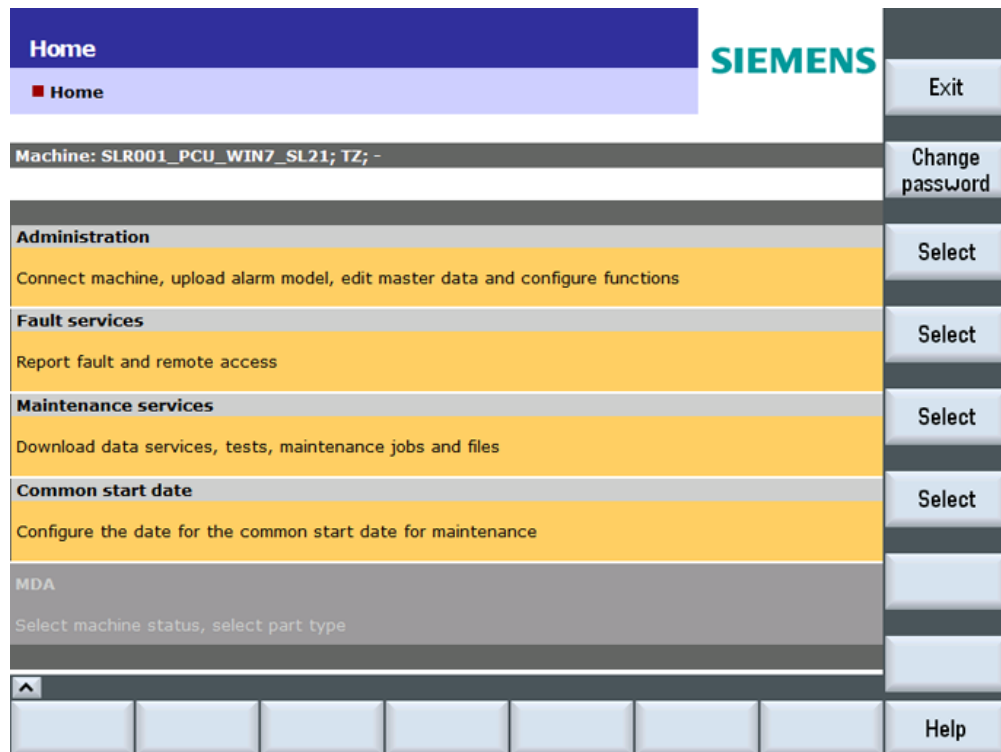 Home
SIEMENS
Home
Exit
Machine: SLR001_PCU_WIN7_SL21; TZ; -
Change
password
Administration
Connect machine, upload alarm model, edit master data and configure functions
Select
Fault services
Report fault and remote access
Select
Maintenance services
Download data services, tests, maintenance jobs and files
Select
Common start date
Configure the date for the common start date for maintenance
Select
MDA
Select machine status, select part type
Help